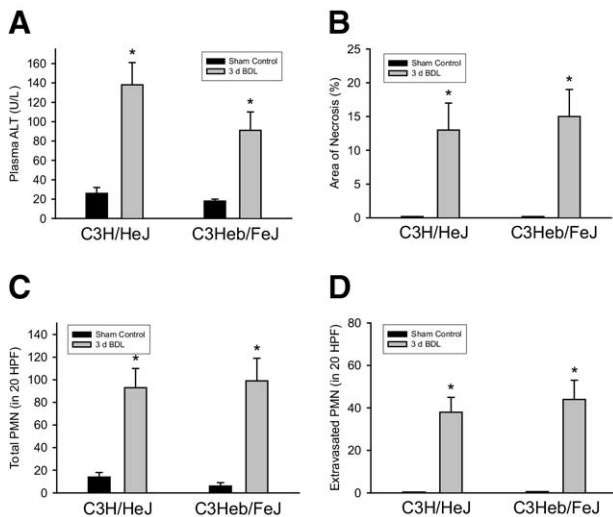 A
Plasma ALT (U/L)
160
140
120
100
80
60
40
20
0
Sham Control
3 d BDL
*
*
C3H/HeJ
C3Heb/FeJ
B
Area of Necrosis (%)
25
20
15
10
5
0
Sham Control
3 d BDL
*
*
C3H/HeJ
C3Heb/FeJ
C
Total PMN (in 20 HPF)
140
120
100
80
60
40
20
0
Sham Control
3 d BDL
*
*
C3H/HeJ
C3Heb/FeJ
D
Extravasated PMN (in 20 HPF)
80
60
40
20
0
Sham Control
3 d BDL
*
*
C3H/HeJ
C3Heb/FeJ